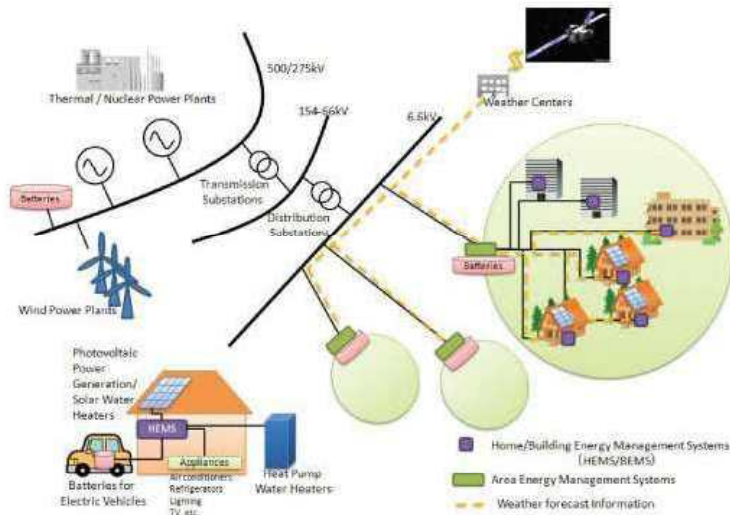 500/275kV
Thermal / Nuclear Power Plants
154-66kV
6.6kV
Weather Centers
Batteries
Transmission
Substations
Distribution
Substations
Wind Power Plants
Batteries
Photovoltaic
Power
Generation/
Solar Water
Heaters
HEMS
Appliances
Air conditioners
Refrigerators
Lighting
TV, etc.
Batteries for
Electric Vehicles
Heat Pump
Water Heaters
Home/Building Energy Management Systems
(HEMS/BEMS)
Area Energy Management Systems
Weather forecast Information